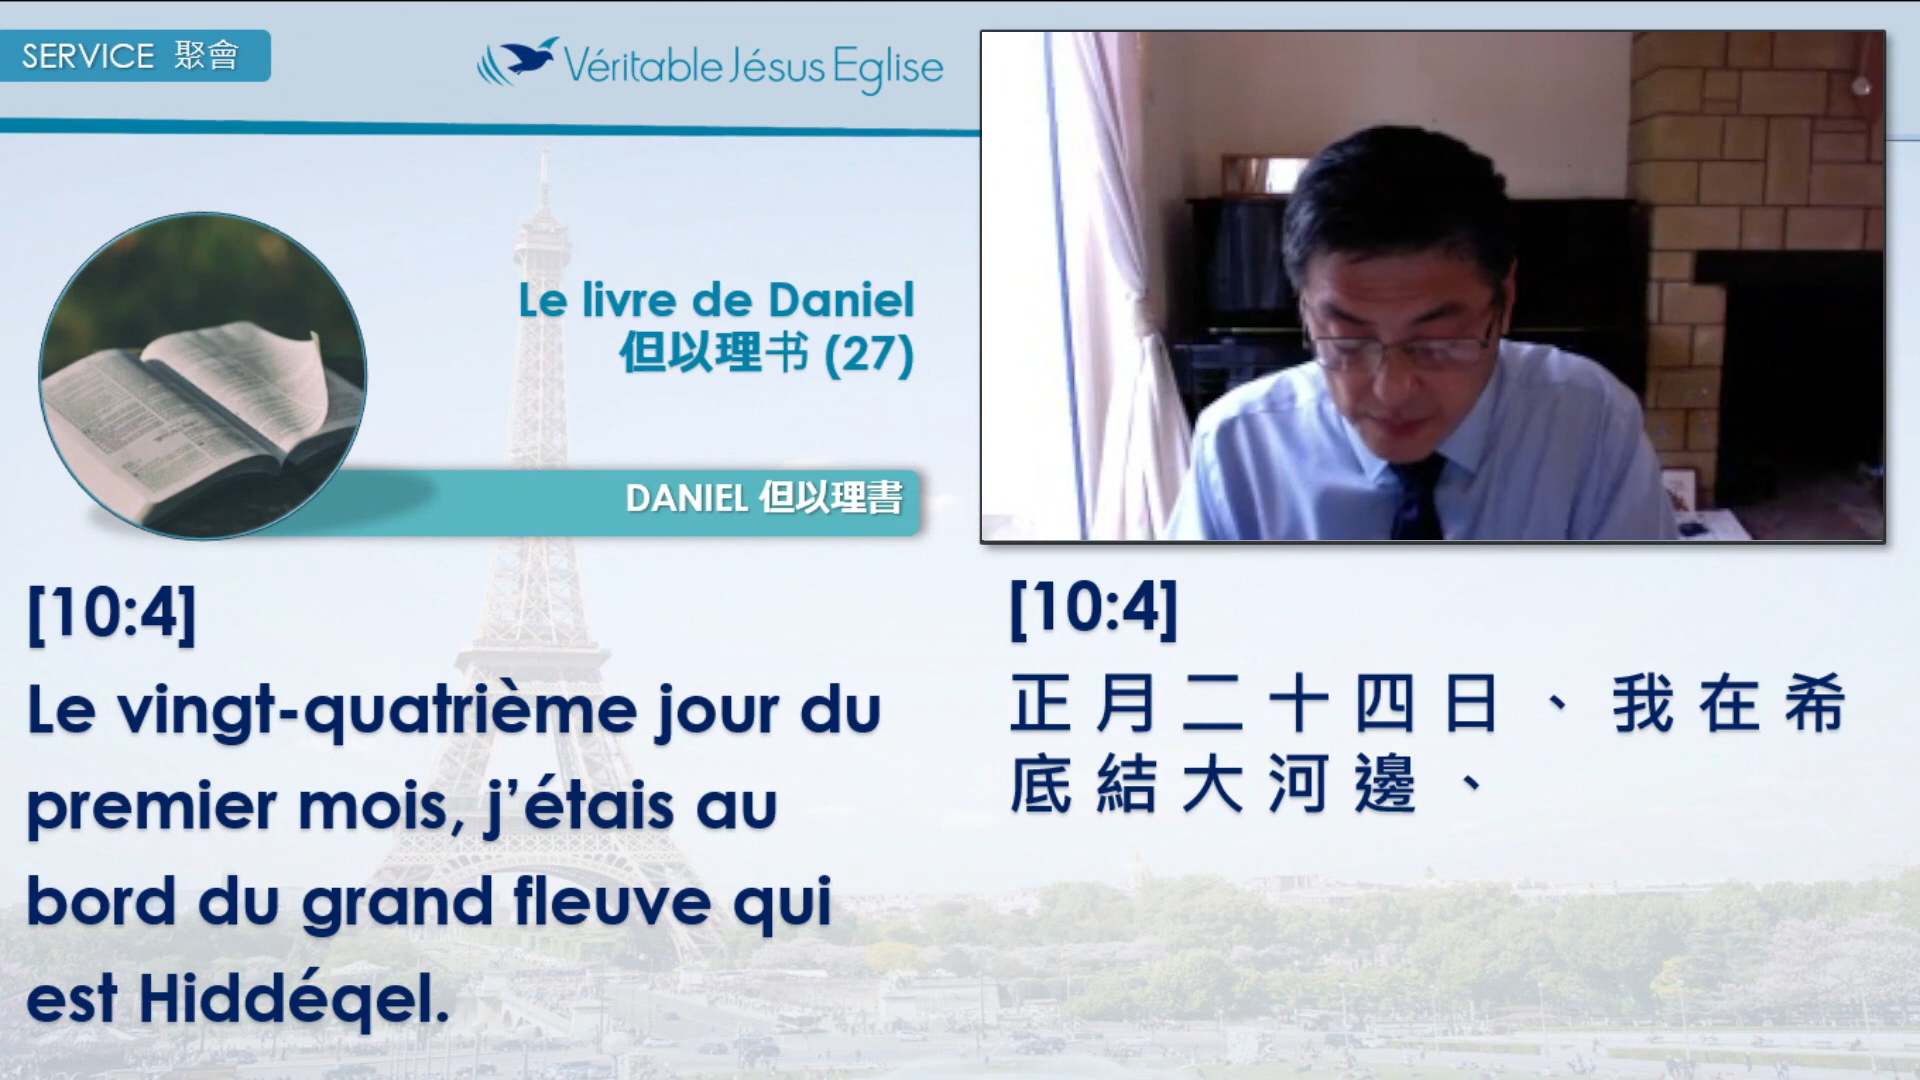 SERVICE 聚會
Véritable Jésus Eglise
Le livre de Daniel
但以理书 (27)
DANIEL 但以理書
[10:4]
Le vingt-quatrième jour du
premier mois, j’étais au
bord du grand fleuve qui
est Hiddéqel.
[10:4]
正月二十四日、我在希
底結大河邊、